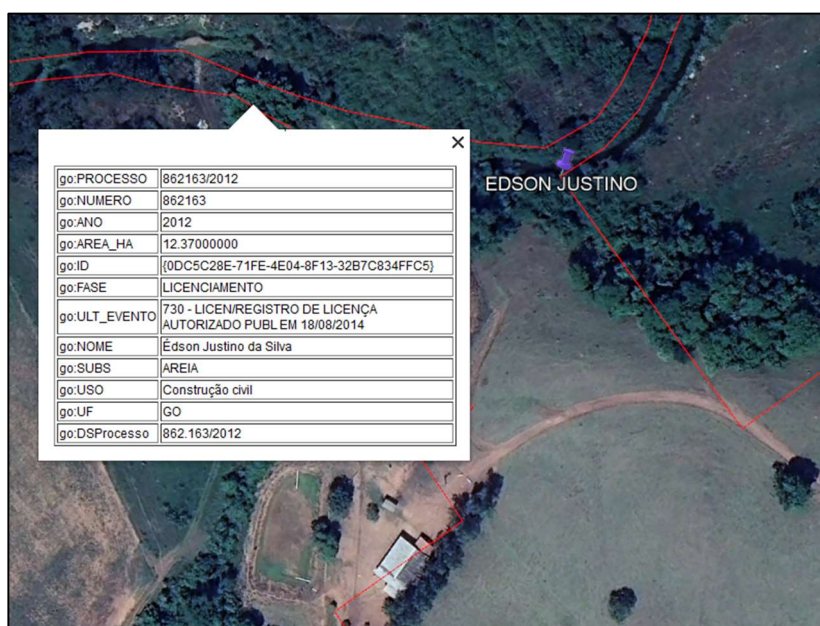 EDSON JUSTINO
×
go:PROCESSO 862163/2012
go:NUMERO 862163
go:ANO 2012
go:AREA_HA 12.37000000
go:ID {0DC5C28E-71FE-4E04-8F13-32B7C834FFC5}
go:FASE LICENCIAMENTO
go:ULT_EVENTO 730 - LICEN/REGISTRO DE LICENÇA
AUTORIZADO PUBL EM 18/08/2014
go:NOME Édson Justino da Silva
go:SUBS AREIA
go:USO Construção civil
go:UF GO
go:DSProcesso 862.163/2012